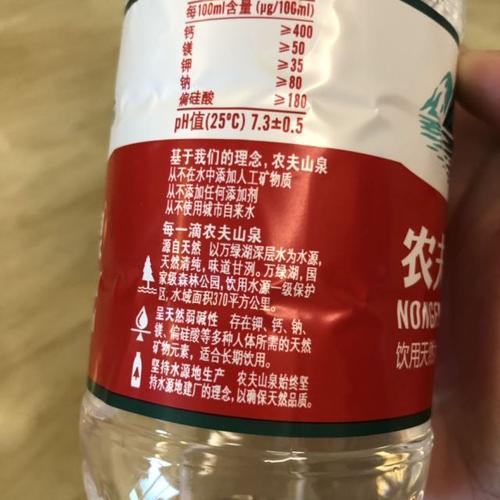 每100ml含量(μg/100ml)
钙 ≥400
镁 ≥50
钾 ≥35
钠 ≥80
偏硅酸 ≥180
pH值(25°C) 7.3±0.5
基于我们的理念,农夫山泉
从不在水中添加人工矿物质
从不添加任何添加剂
从不使用城市自来水
每一滴农夫山泉
源自天然 以万绿湖深层水为水源,
天然清纯,味道甘洌。万绿湖,国
家级森林公园,饮用水源一级保护
区,水域面积370平方公里。
呈天然弱碱性 存在钾、钙、钠、
镁、偏硅酸等多种人体所需的天然
矿物元素,适合长期饮用。
坚持水源地生产 农夫山泉始终坚
持水源地建厂的理念,以确保天然品质。
农
NONGF
饮用天然